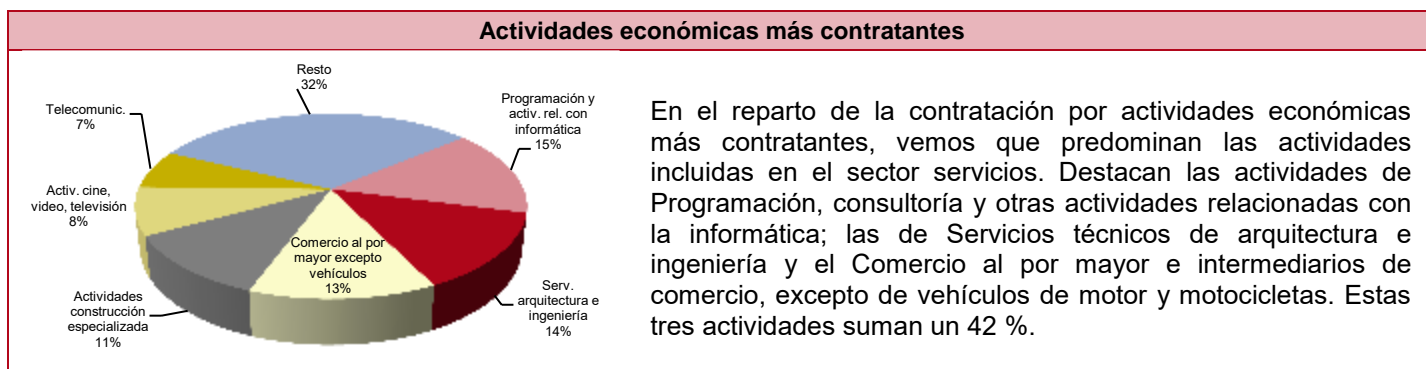 Actividades económicas más contratantes
Resto
32%
Programación y
activ. rel. con
informática
15%
Telecomunic.
7%
Activ. cine,
video, televisión
8%
Comercio al por
mayor excepto
vehículos
13%
Actividades
construcción
especializada
11%
Serv.
arquitectura e
ingeniería
14%
En el reparto de la contratación por actividades económicas
más contratantes, vemos que predominan las actividades
incluidas en el sector servicios. Destacan las actividades de
Programación, consultoría y otras actividades relacionadas con
la informática; las de Servicios técnicos de arquitectura e
ingeniería y el Comercio al por mayor e intermediarios de
comercio, excepto de vehículos de motor y motocicletas. Estas
tres actividades suman un 42 %.